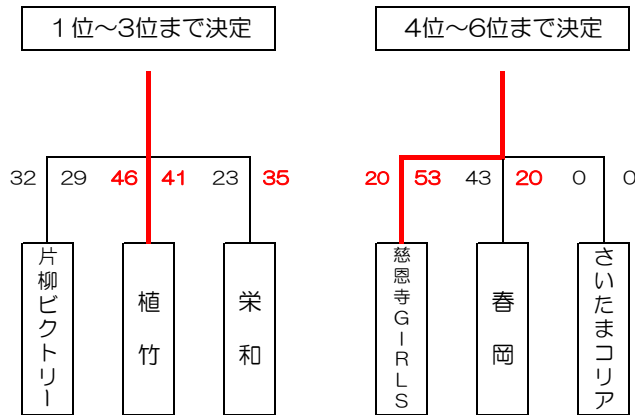 １位～3位まで決定
4位～6位まで決定
32 29 46 41 23 35
20 53 43 20 0 0
片柳ビクトリー
植竹
栄和
慈恩寺GIRLS
春岡
さいたまコリア